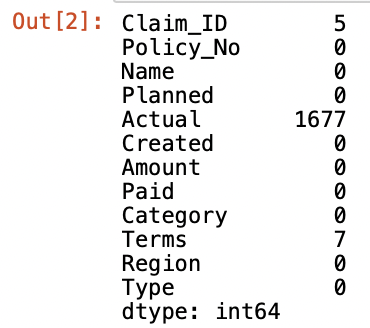 Out[2]: Claim_ID 5
Policy_No 0
Name 0
Planned 0
Actual 1677
Created 0
Amount 0
Paid 0
Category 0
Terms 7
Region 0
Type 0
dtype: int64